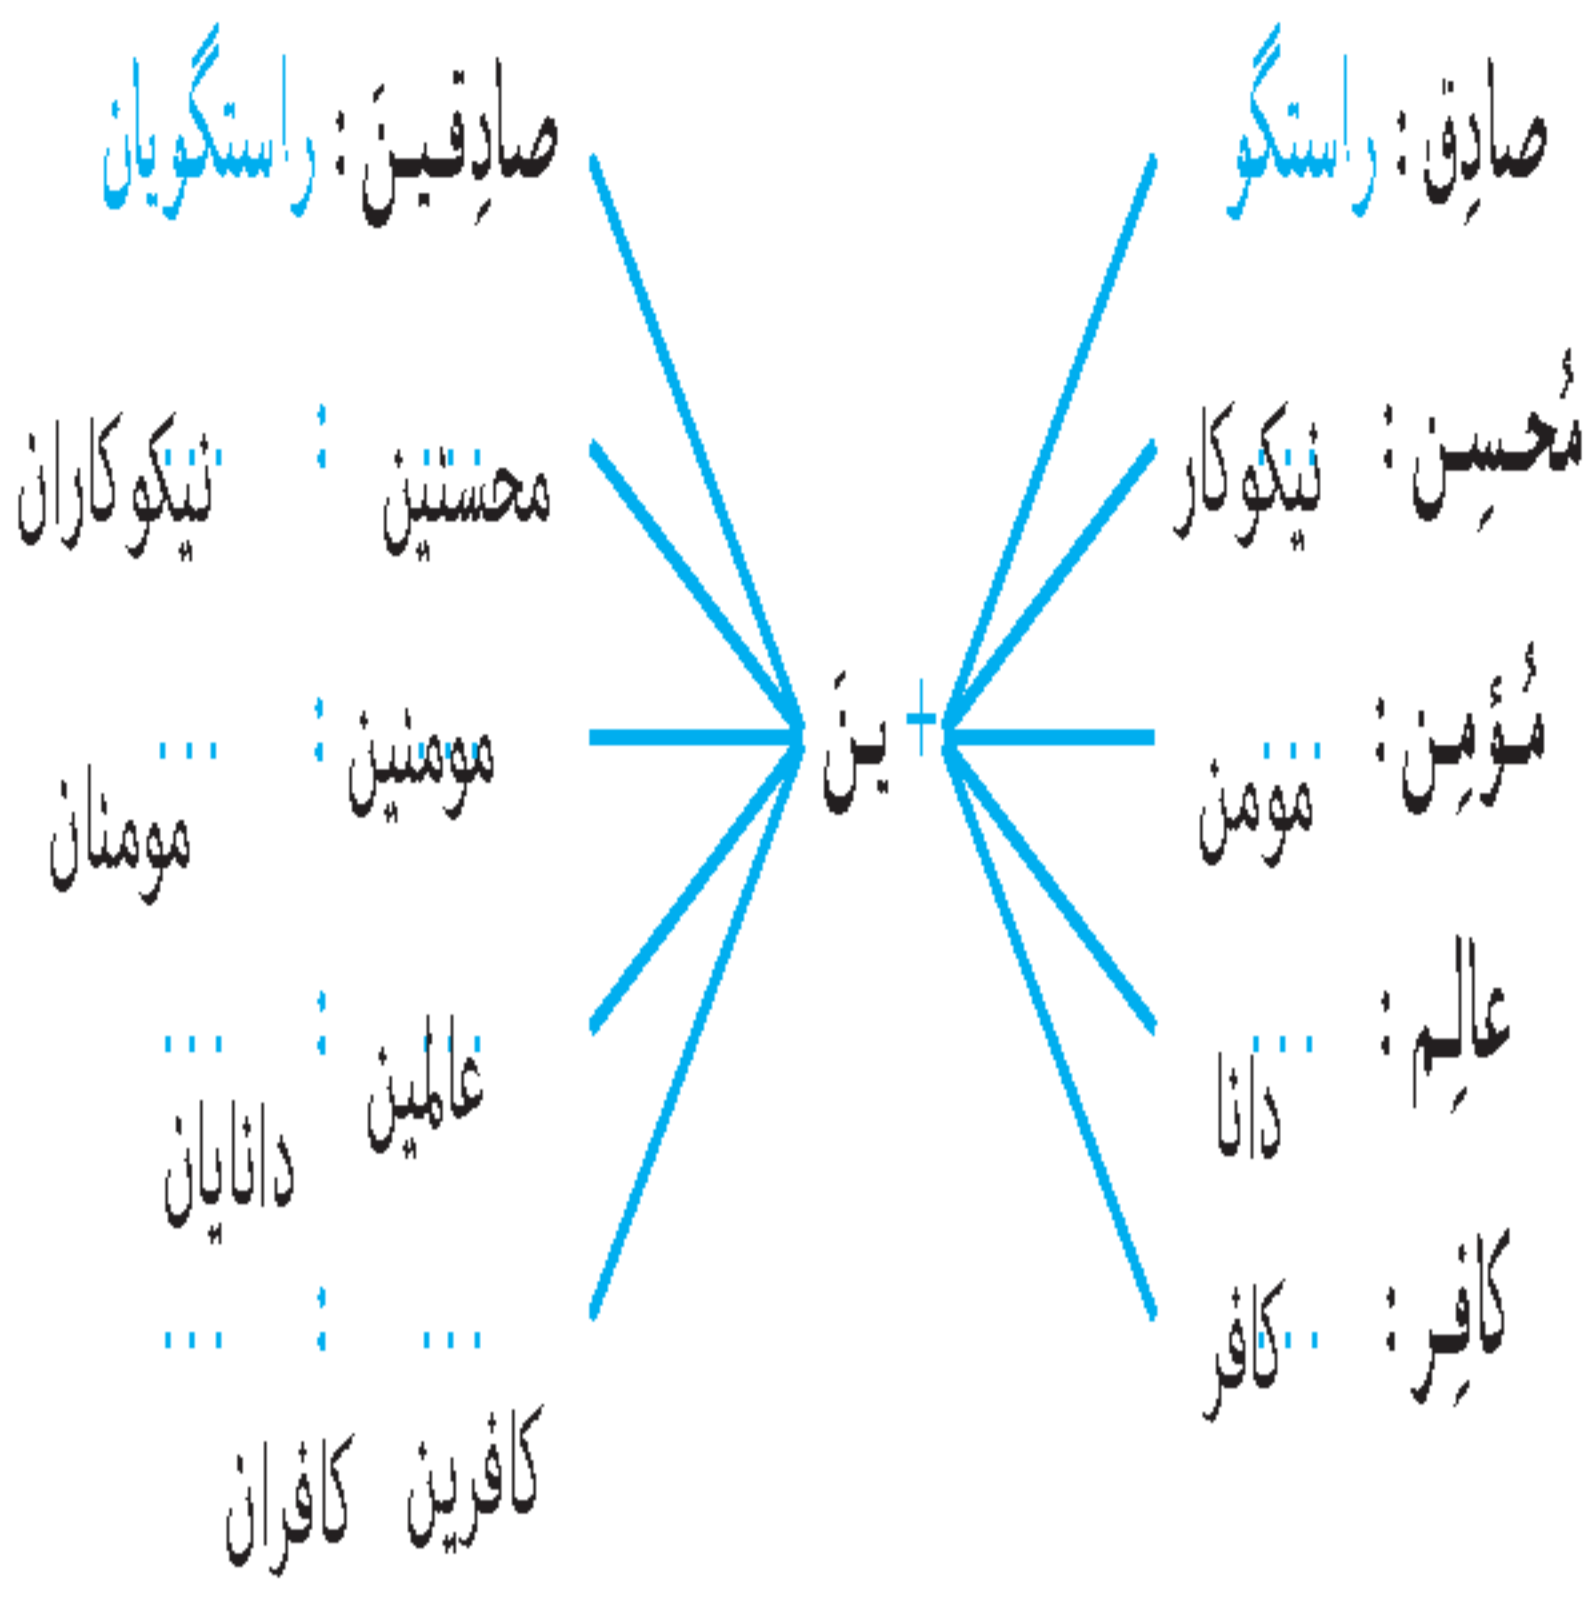 صادِق : راستگو
صادِقینَ : راستگویان
مُحسِن : نیکوکار
محسنین : نیکوکاران
+ ینَ
مُؤمِن : ... مومن
مومنین : ... مومنان
عالِم : ... دانا
عالمین : ... دانایان
کافِر : ... کافر
... : ...
کافرین کافران